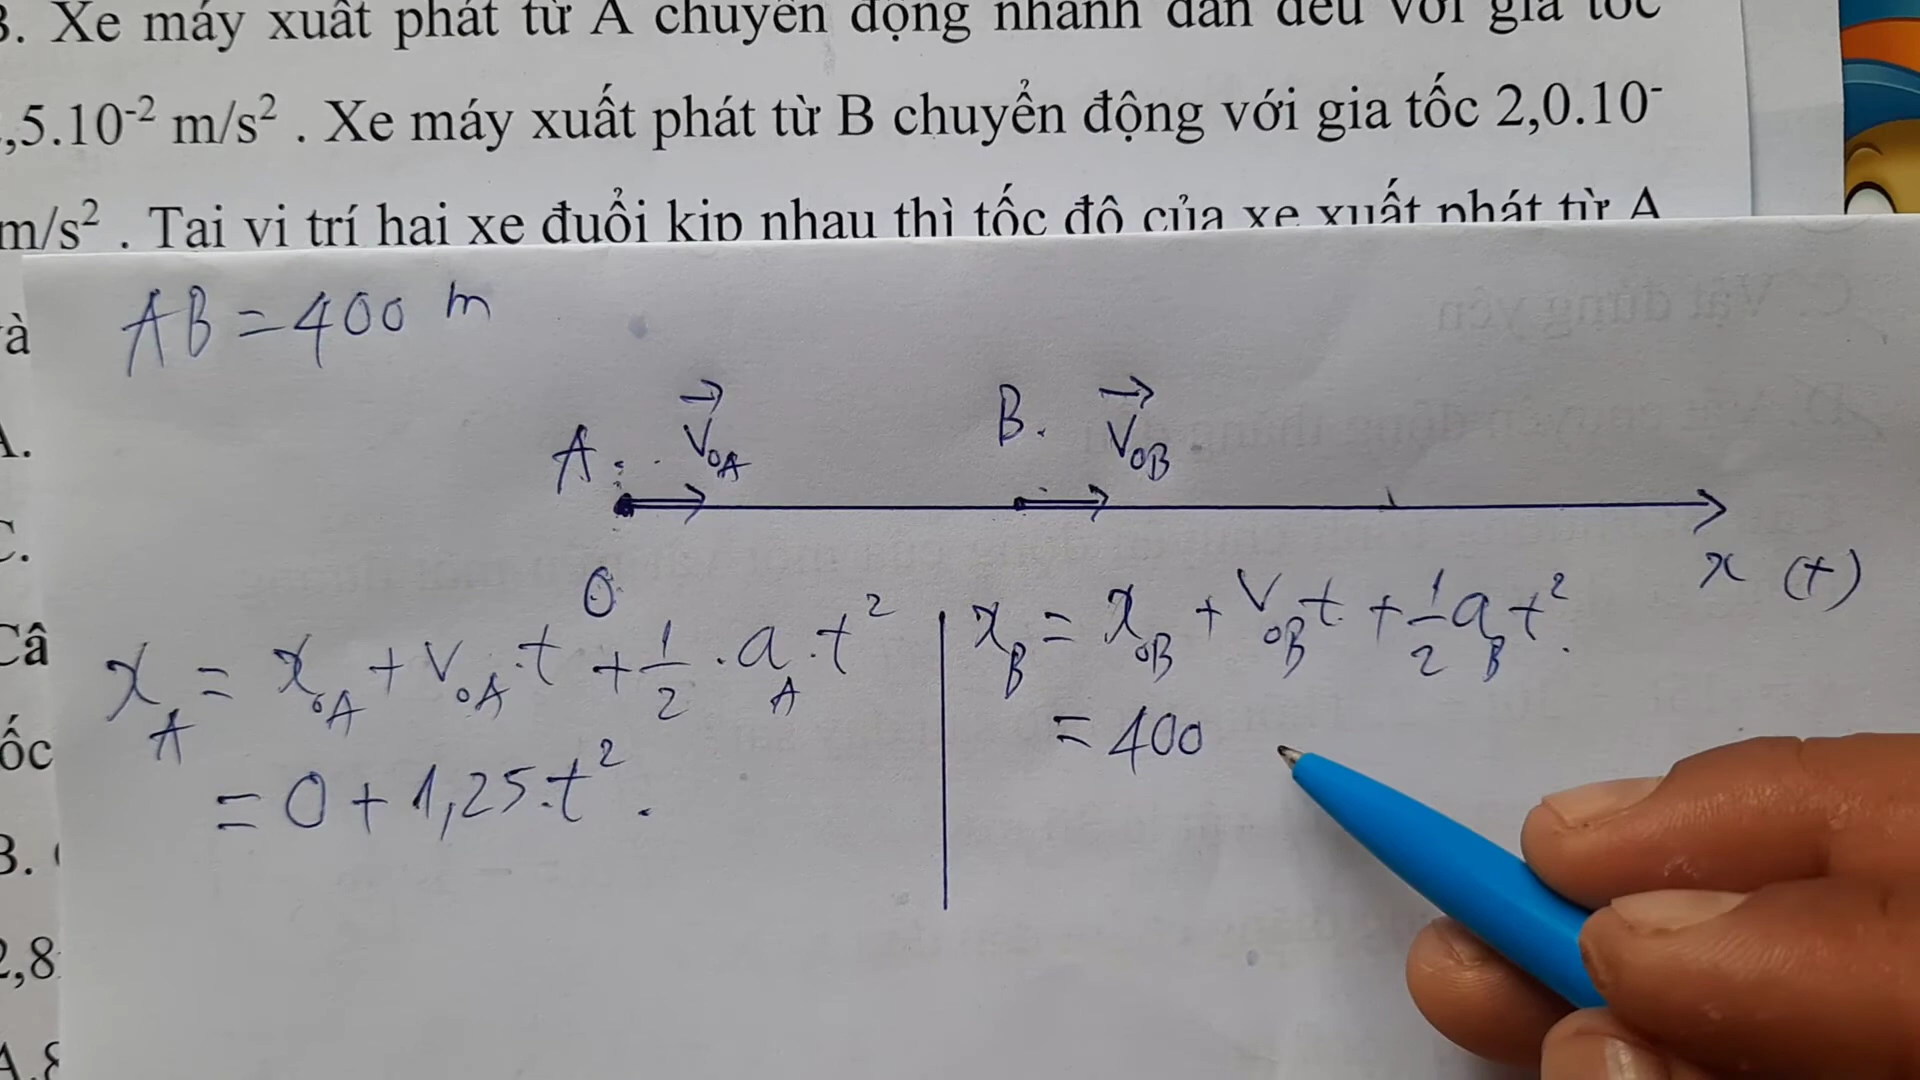 B. Xe máy xuất phát từ A chuyển động nhanh dần đều với gia tốc
,5.10⁻² m/s² . Xe máy xuất phát từ B chuyển động với gia tốc 2,0.10⁻
m/s² . Tại vị trí hai xe đuổi kịp nhau thì tốc độ của xe xuất phát từ A
AB = 400 m
A. v₀A B. v₀B
O x (+)
x_A = x₀A + v₀A.t + 1/2 . a_A . t²
= 0 + 1,25.t² .
x_B = x₀B + v₀B t + 1/2 a_B t² .
= 400
à
A.
C.
Câ
ốc
B.
2,8
A.8